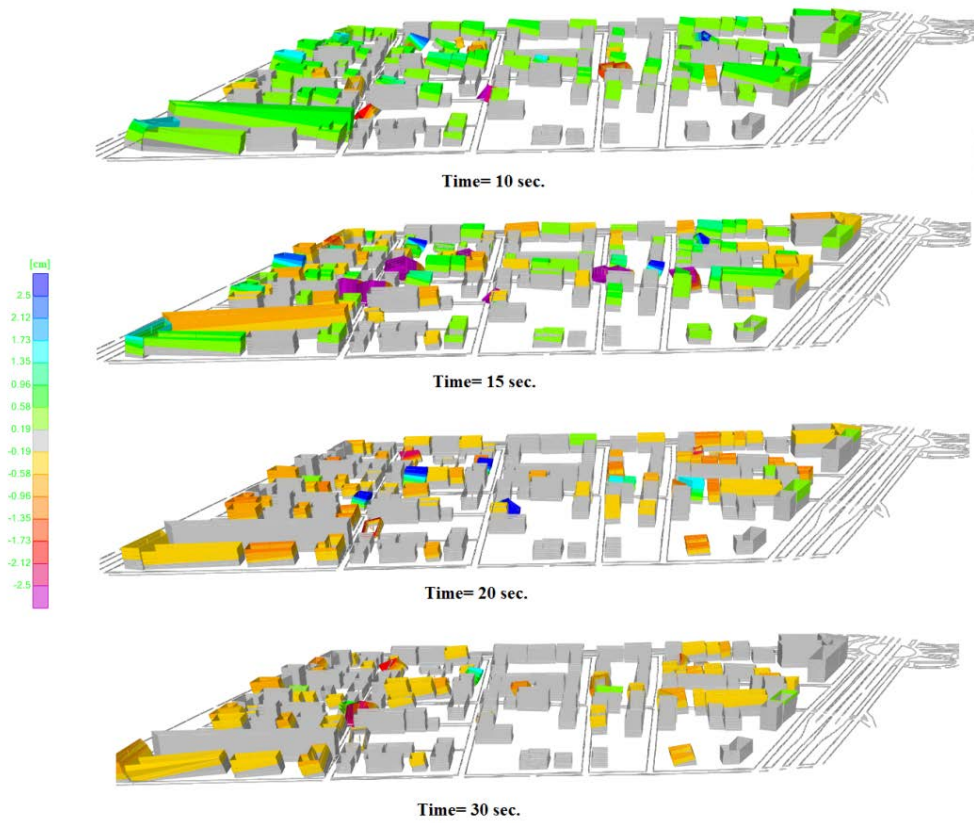 Time= 10 sec.
Time= 15 sec.
[cm]
2.5
2.12
1.73
1.35
0.96
0.58
0.19
-0.19
-0.58
-0.96
-1.35
-1.73
-2.12
-2.5
Time= 20 sec.
Time= 30 sec.